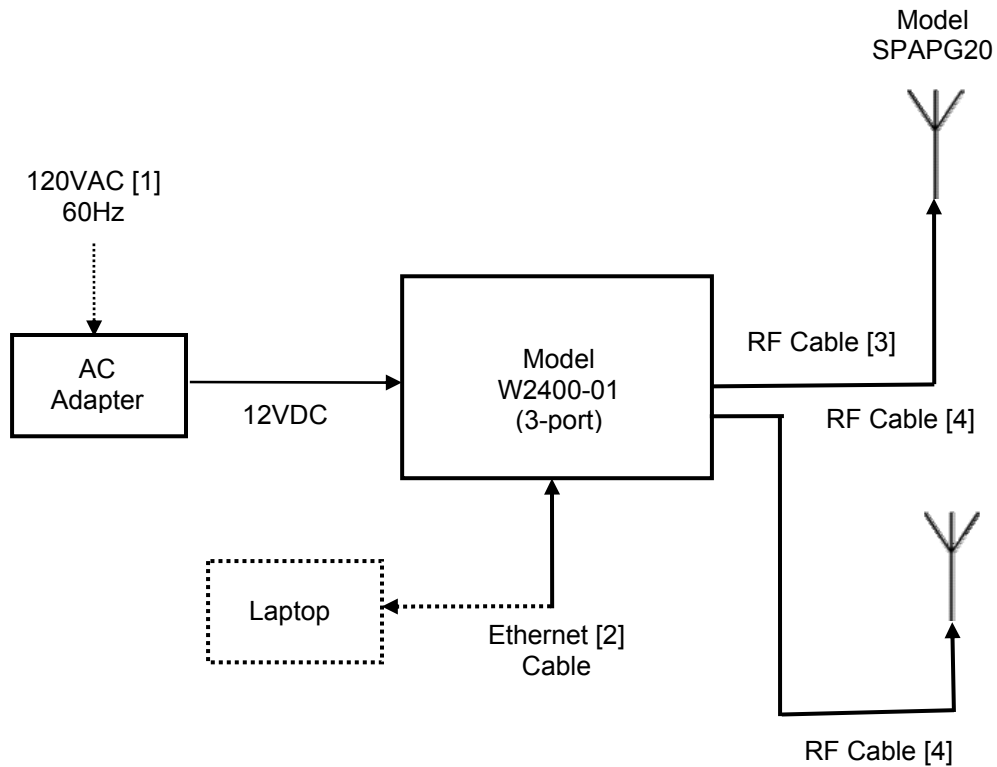 Model
SPAPG20
120VAC [1]
60Hz
AC
Adapter
12VDC
Model
W2400-01
(3-port)
RF Cable [3]
RF Cable [4]
Laptop
Ethernet [2]
Cable
RF Cable [4]